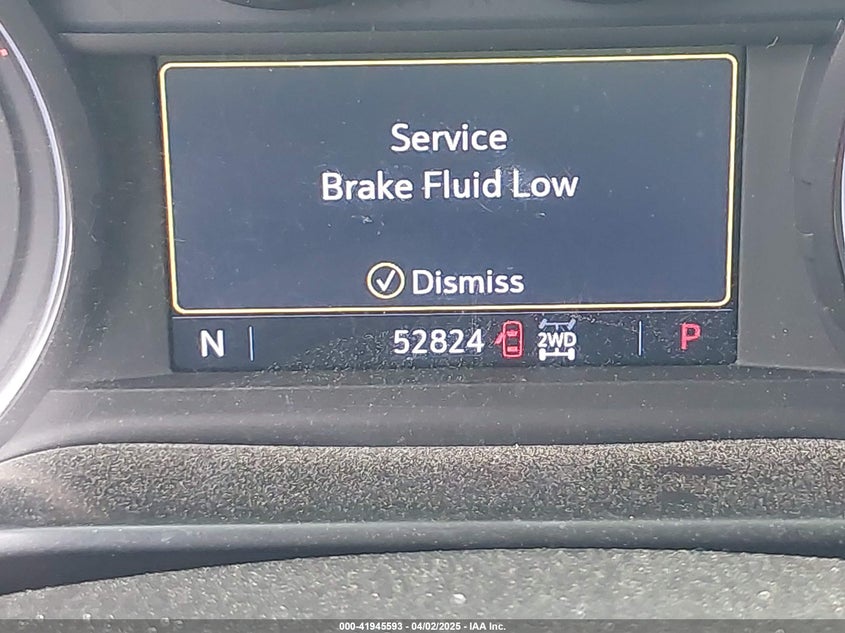 Service
Brake Fluid Low
Dismiss
N 52824 2WD P
000-41945593 - 04/02/2025 - IAA Inc.